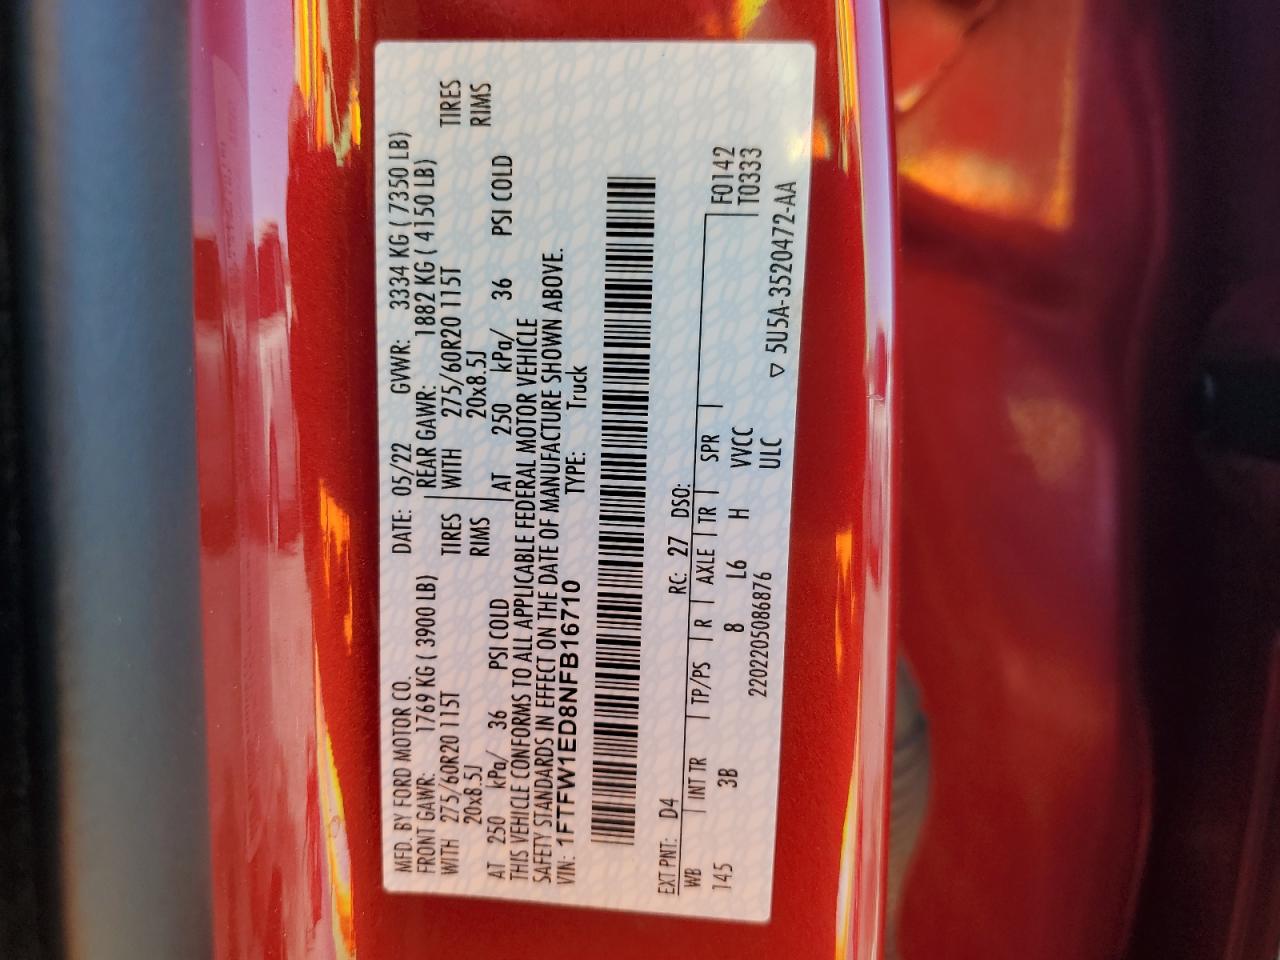 MFD. BY FORD MOTOR CO. DATE: 05/22 GVWR: 3334 KG ( 7350 LB)
FRONT GAWR: 1769 KG ( 3900 LB) REAR GAWR: 1882 KG ( 4150 LB)
WITH 275/60R20 115T TIRES WITH 275/60R20 115T TIRES
20x8.5J RIMS 20x8.5J RIMS
AT 250 kPa/ 36 PSI COLD AT 250 kPa/ 36 PSI COLD
THIS VEHICLE CONFORMS TO ALL APPLICABLE FEDERAL MOTOR VEHICLE
SAFETY STANDARDS IN EFFECT ON THE DATE OF MANUFACTURE SHOWN ABOVE.
VIN: 1FTFW1ED8NFB16710 TYPE: Truck
EXT PNT: D4 RC: 27 DSO:
WB INT TR TP/PS R AXLE TR SPR F0142
145 3B 8 L6 H VVCC T0333
2202205086876 ULC
▽ 5U5A-3520472-AA